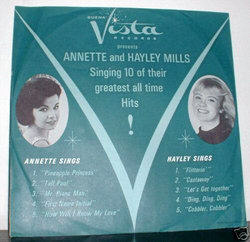 BUENA
Vista
RECORDS
presents
ANNETTE and HAYLEY MILLS
Singing 10 of their
greatest all time
Hits
!
ANNETTE SINGS
1. "Pineapple Princess"
2. "Tall Paul"
3. "Mr. Piano Man"
4. "First Name Initial"
5. "How Will I Know My Love"
HAYLEY SINGS
1. "Flitterin'"
2. "Castaway"
3. "Let's Get Together"
4. "Ding, Ding, Ding"
5. "Cobbler, Cobbler"